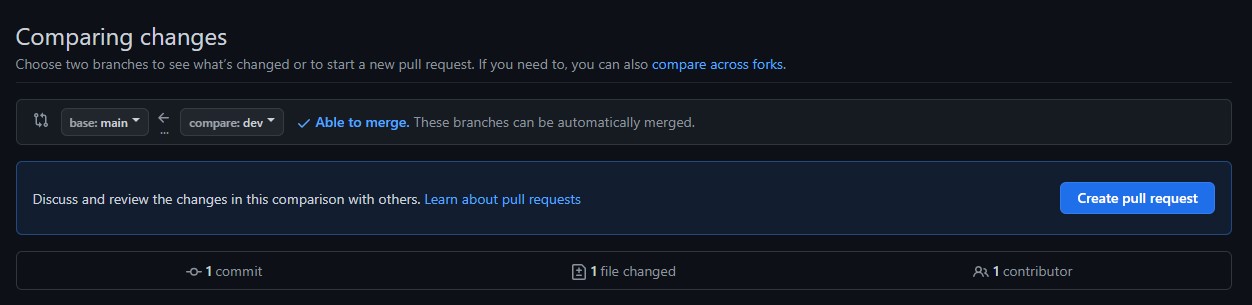 Comparing changes
Choose two branches to see what's changed or to start a new pull request. If you need to, you can also compare across forks.
base: main ... compare: dev Able to merge. These branches can be automatically merged.
Discuss and review the changes in this comparison with others. Learn about pull requests Create pull request
1 commit 1 file changed 1 contributor